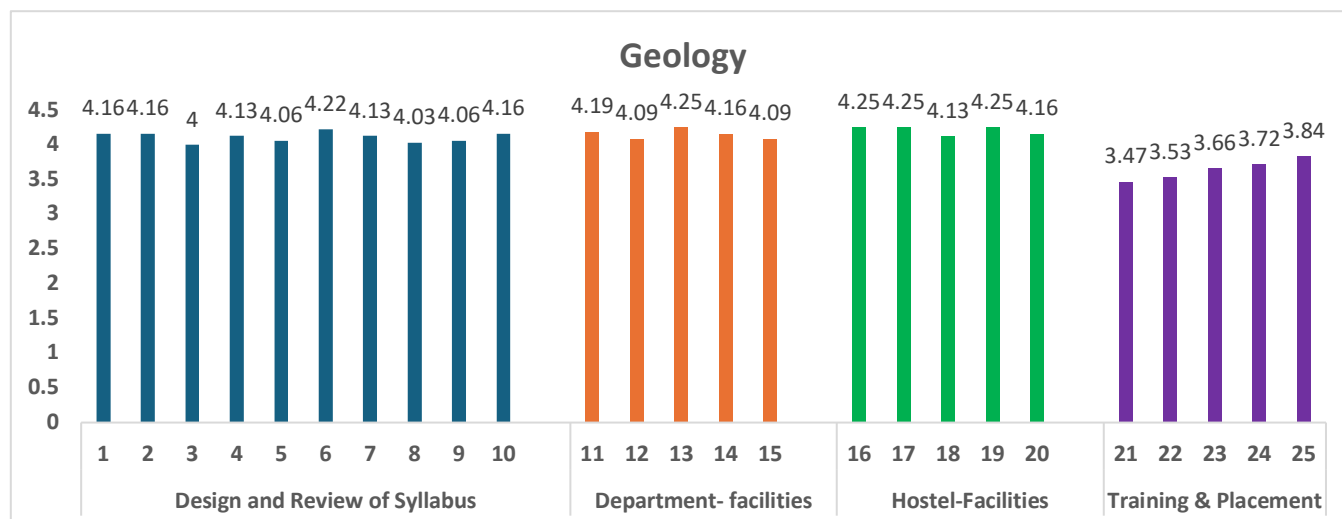 Geology
4.16 4.16 4 4.13 4.06 4.22 4.13 4.03 4.06 4.16 4.19 4.09 4.25 4.16 4.09 4.25 4.25 4.13 4.25 4.16 3.47 3.53 3.66 3.72 3.84
4.5
4
3.5
3
2.5
2
1.5
1
0.5
0
1 2 3 4 5 6 7 8 9 10 11 12 13 14 15 16 17 18 19 20 21 22 23 24 25
Design and Review of Syllabus Department- facilities Hostel-Facilities Training & Placement